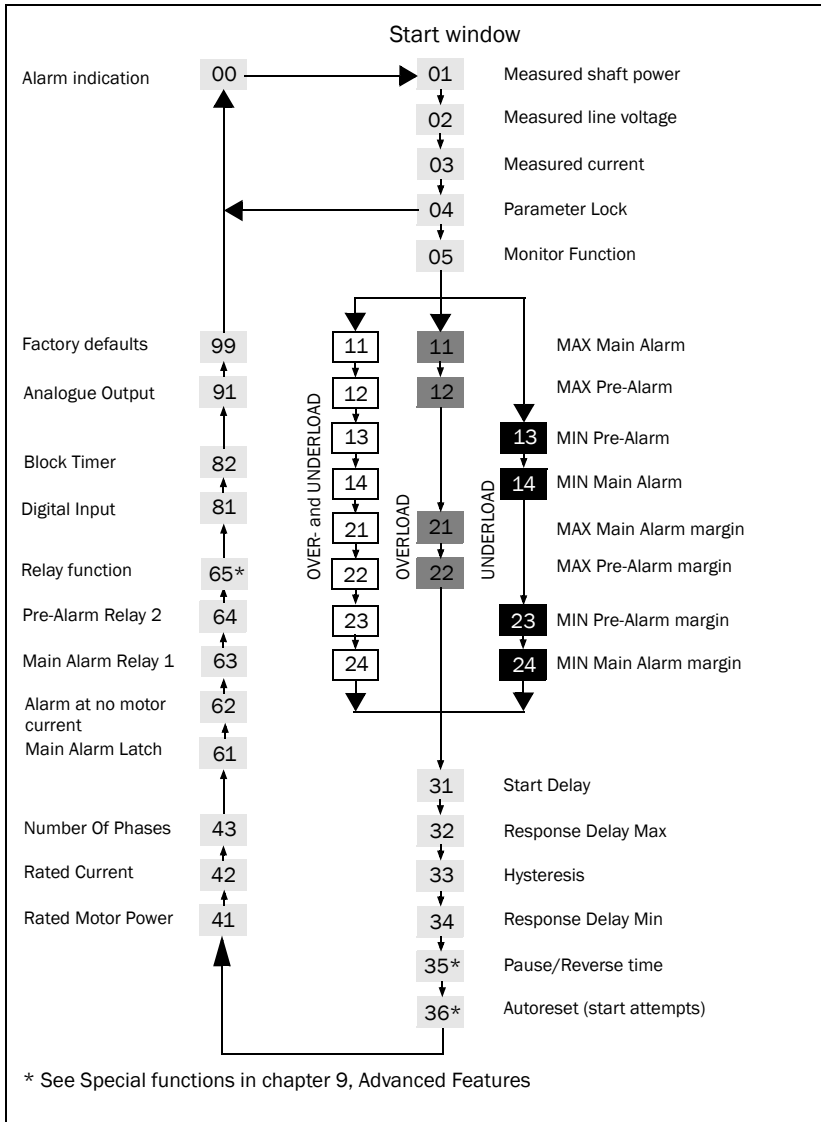 Start window
Alarm indication 00 01 Measured shaft power
02 Measured line voltage
03 Measured current
04 Parameter Lock
05 Monitor Function
Factory defaults 99 11 11 MAX Main Alarm
Analogue Output 91 12 12 MAX Pre-Alarm
13 13 MIN Pre-Alarm
Block Timer 82 14 14 MIN Main Alarm
OVER- and UNDERLOAD
OVERLOAD
UNDERLOAD
Digital Input 81 21 21 MAX Main Alarm margin
Relay function 65* 22 22 MAX Pre-Alarm margin
Pre-Alarm Relay 2 64 23 23 MIN Pre-Alarm margin
Main Alarm Relay 1 63 24 24 MIN Main Alarm margin
Alarm at no motor 62
current
Main Alarm Latch 61
31 Start Delay
Number Of Phases 43 32 Response Delay Max
Rated Current 42 33 Hysteresis
Rated Motor Power 41 34 Response Delay Min
35* Pause/Reverse time
36* Autoreset (start attempts)
* See Special functions in chapter 9, Advanced Features